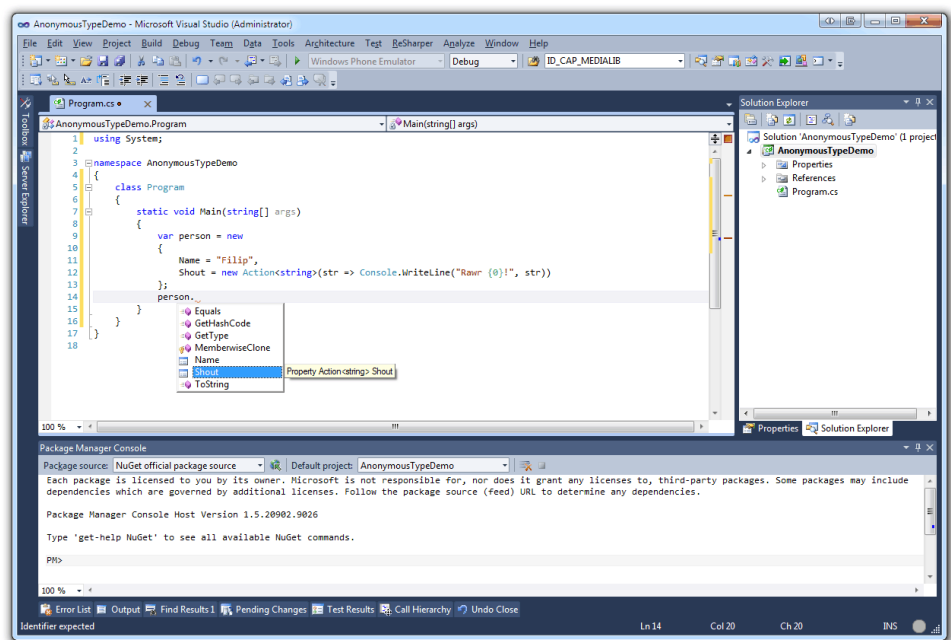 AnonymousTypeDemo - Microsoft Visual Studio (Administrator)
File Edit View Project Build Debug Team Data Tools Architecture Test ReSharper Analyze Window Help
Windows Phone Emulator Debug ID_CAP_MEDIALIB
Toolbox
Server Explorer
Program.cs
AnonymousTypeDemo.Program Main(string[] args)
1 using System;
2
3 namespace AnonymousTypeDemo
4 {
5 class Program
6 {
7 static void Main(string[] args)
8 {
9 var person = new
10 {
11 Name = "Filip",
12 Shout = new Action<string>(str => Console.WriteLine("Rawr {0}!", str))
13 };
14 person.
15 }
16 }
17 }
18
Equals
GetHashCode
GetType
MemberwiseClone
Name
Shout
ToString
Property Action<string> Shout
100 %
Solution Explorer
Solution 'AnonymousTypeDemo' (1 project
AnonymousTypeDemo
Properties
References
Program.cs
Properties Solution Explorer
Package Manager Console
Package source: NuGet official package source Default project: AnonymousTypeDemo
Each package is licensed to you by its owner. Microsoft is not responsible for, nor does it grant any licenses to, third-party packages. Some packages may include
dependencies which are governed by additional licenses. Follow the package source (feed) URL to determine any dependencies.
Package Manager Console Host Version 1.5.20902.9026
Type 'get-help NuGet' to see all available NuGet commands.
PM>
100 %
Error List Output Find Results 1 Pending Changes Test Results Call Hierarchy Undo Close
Identifier expected Ln 14 Col 20 Ch 20 INS